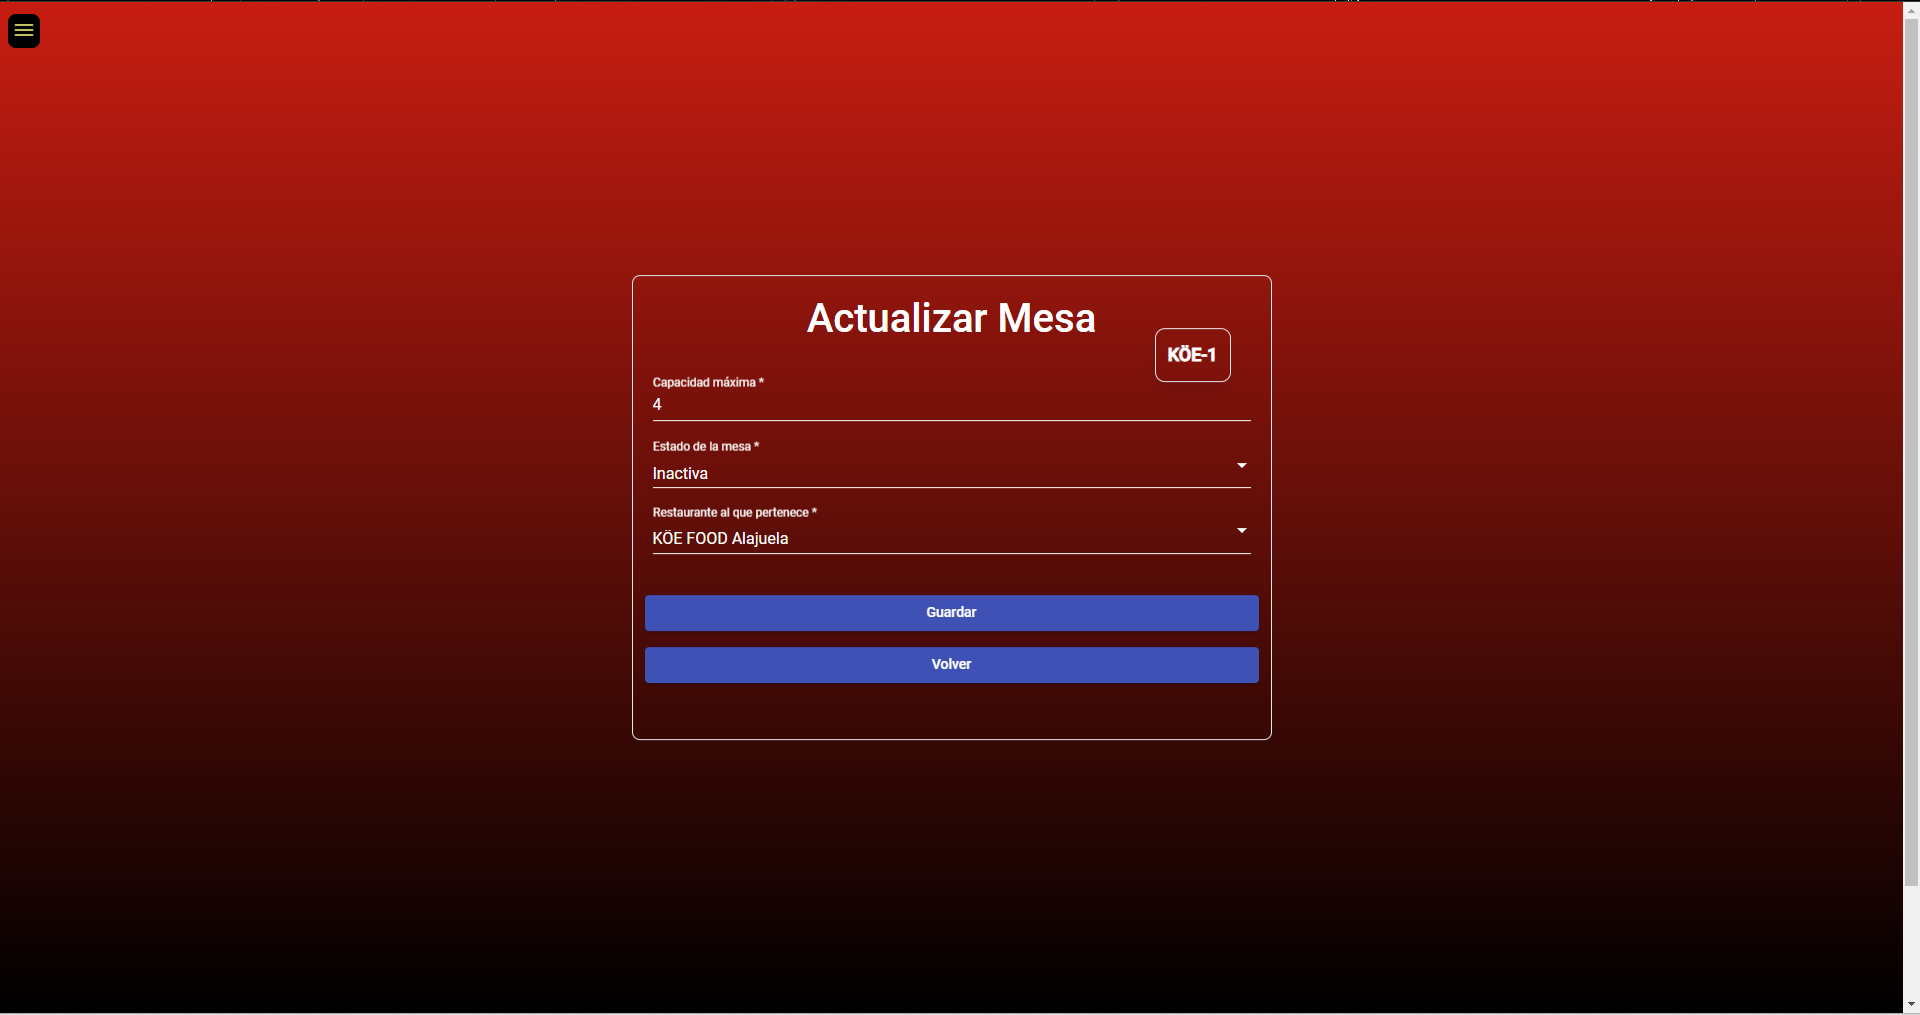 Actualizar Mesa
KÖE-1
Capacidad máxima *
4
Estado de la mesa *
Inactiva
Restaurante al que pertenece *
KÖE FOOD Alajuela
Guardar
Volver